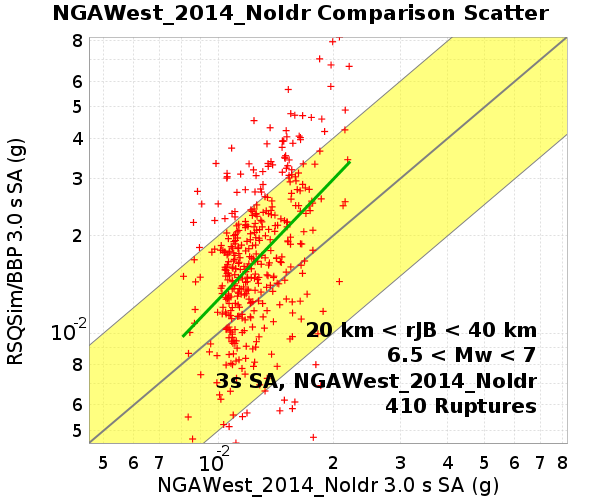 NGAWest_2014_NoIdr Comparison Scatter
8
6
5
4
3
2
10-2
8
6
5
RSQSim/BBP 3.0 s SA (g)
20 km < rJB < 40 km
6.5 < Mw < 7
3s SA, NGAWest_2014_NoIdr
410 Ruptures
5 6 7 10-2 2 3 4 5 6 7 8
NGAWest_2014_NoIdr 3.0 s SA (g)